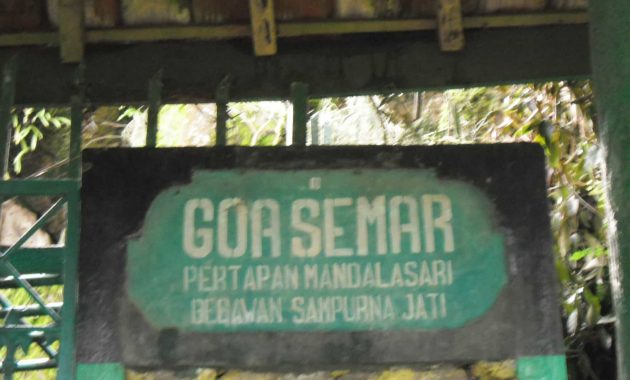 GOA SEMAR
PERTAPAN MANDALASARI
BEGAWAN SAMPURNA JATI